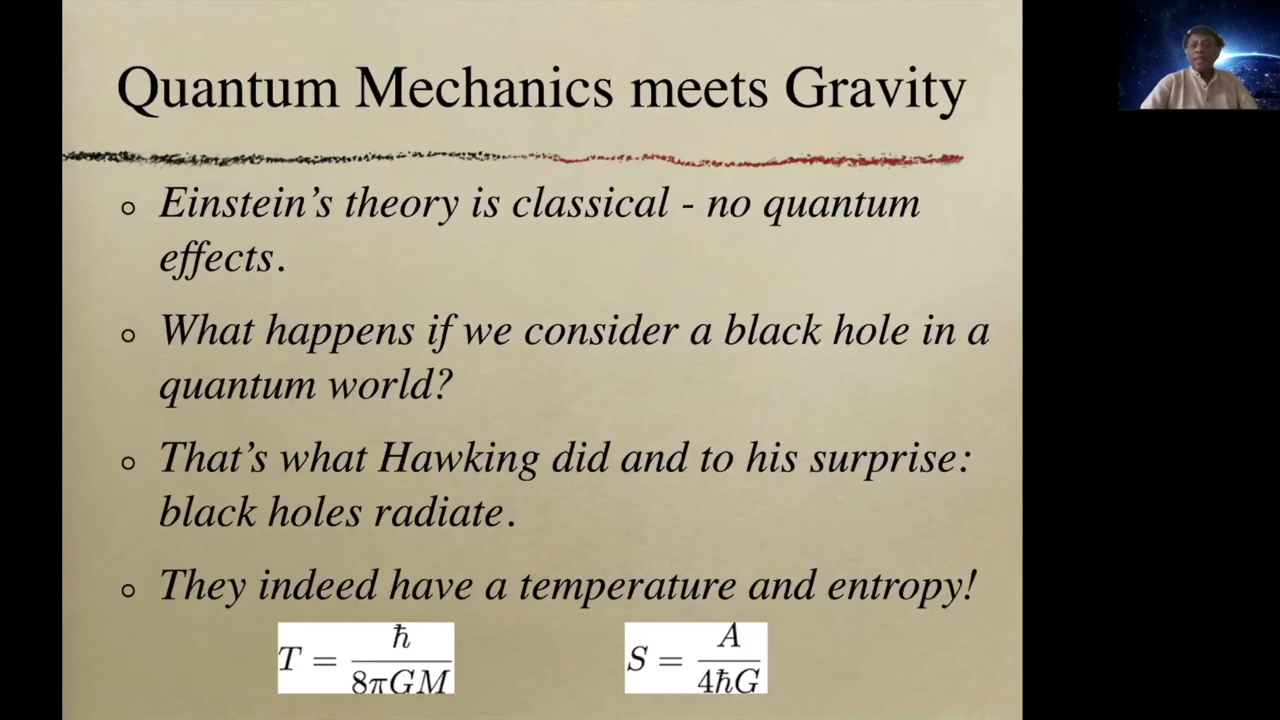 Quantum Mechanics meets Gravity
Einstein’s theory is classical - no quantum
effects.
What happens if we consider a black hole in a
quantum world?
That’s what Hawking did and to his surprise:
black holes radiate.
They indeed have a temperature and entropy!
T = ħ / 8πGM
S = A / 4ħG